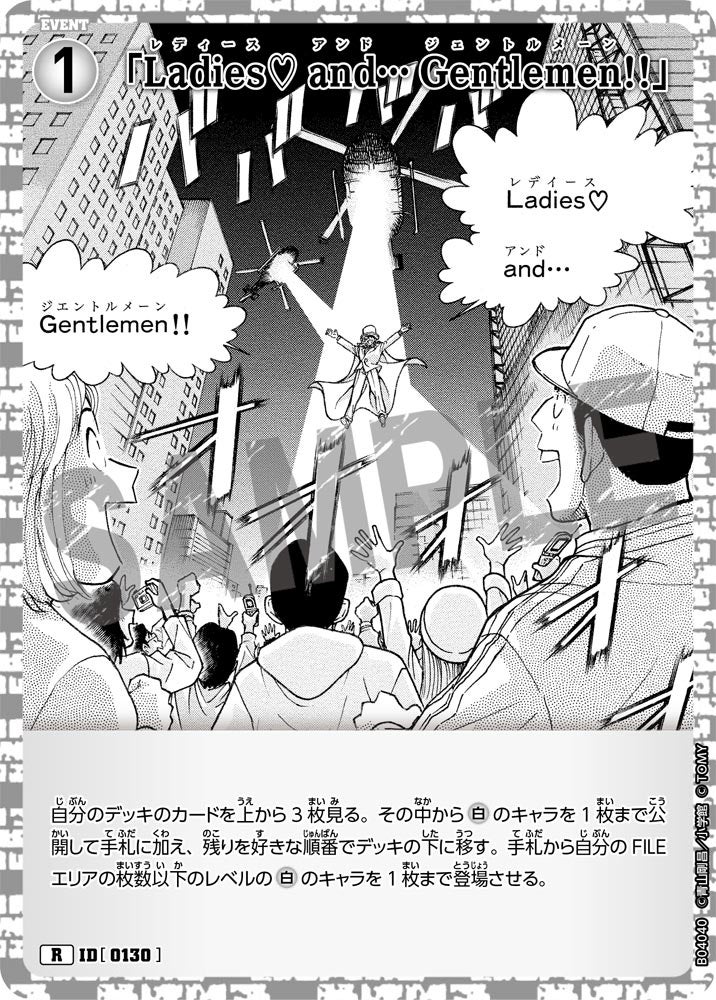 EVENT
1
レディース アンド ジェントルメーン
「Ladies♡ and… Gentlemen!!」
レディース
Ladies♡
アンド
and…
ジエントルメーン
Gentlemen!!
ワァァァ
SAMPLE
自分のデッキのカードを上から3枚見る。その中から白のキャラを1枚まで公
開して手札に加え、残りを好きな順番でデッキの下に移す。手札から自分のFILE
エリアの枚数以下のレベルの白のキャラを1枚まで登場させる。
R ID[0130]
B04040 ©青山剛昌/小学館 ©TOMY